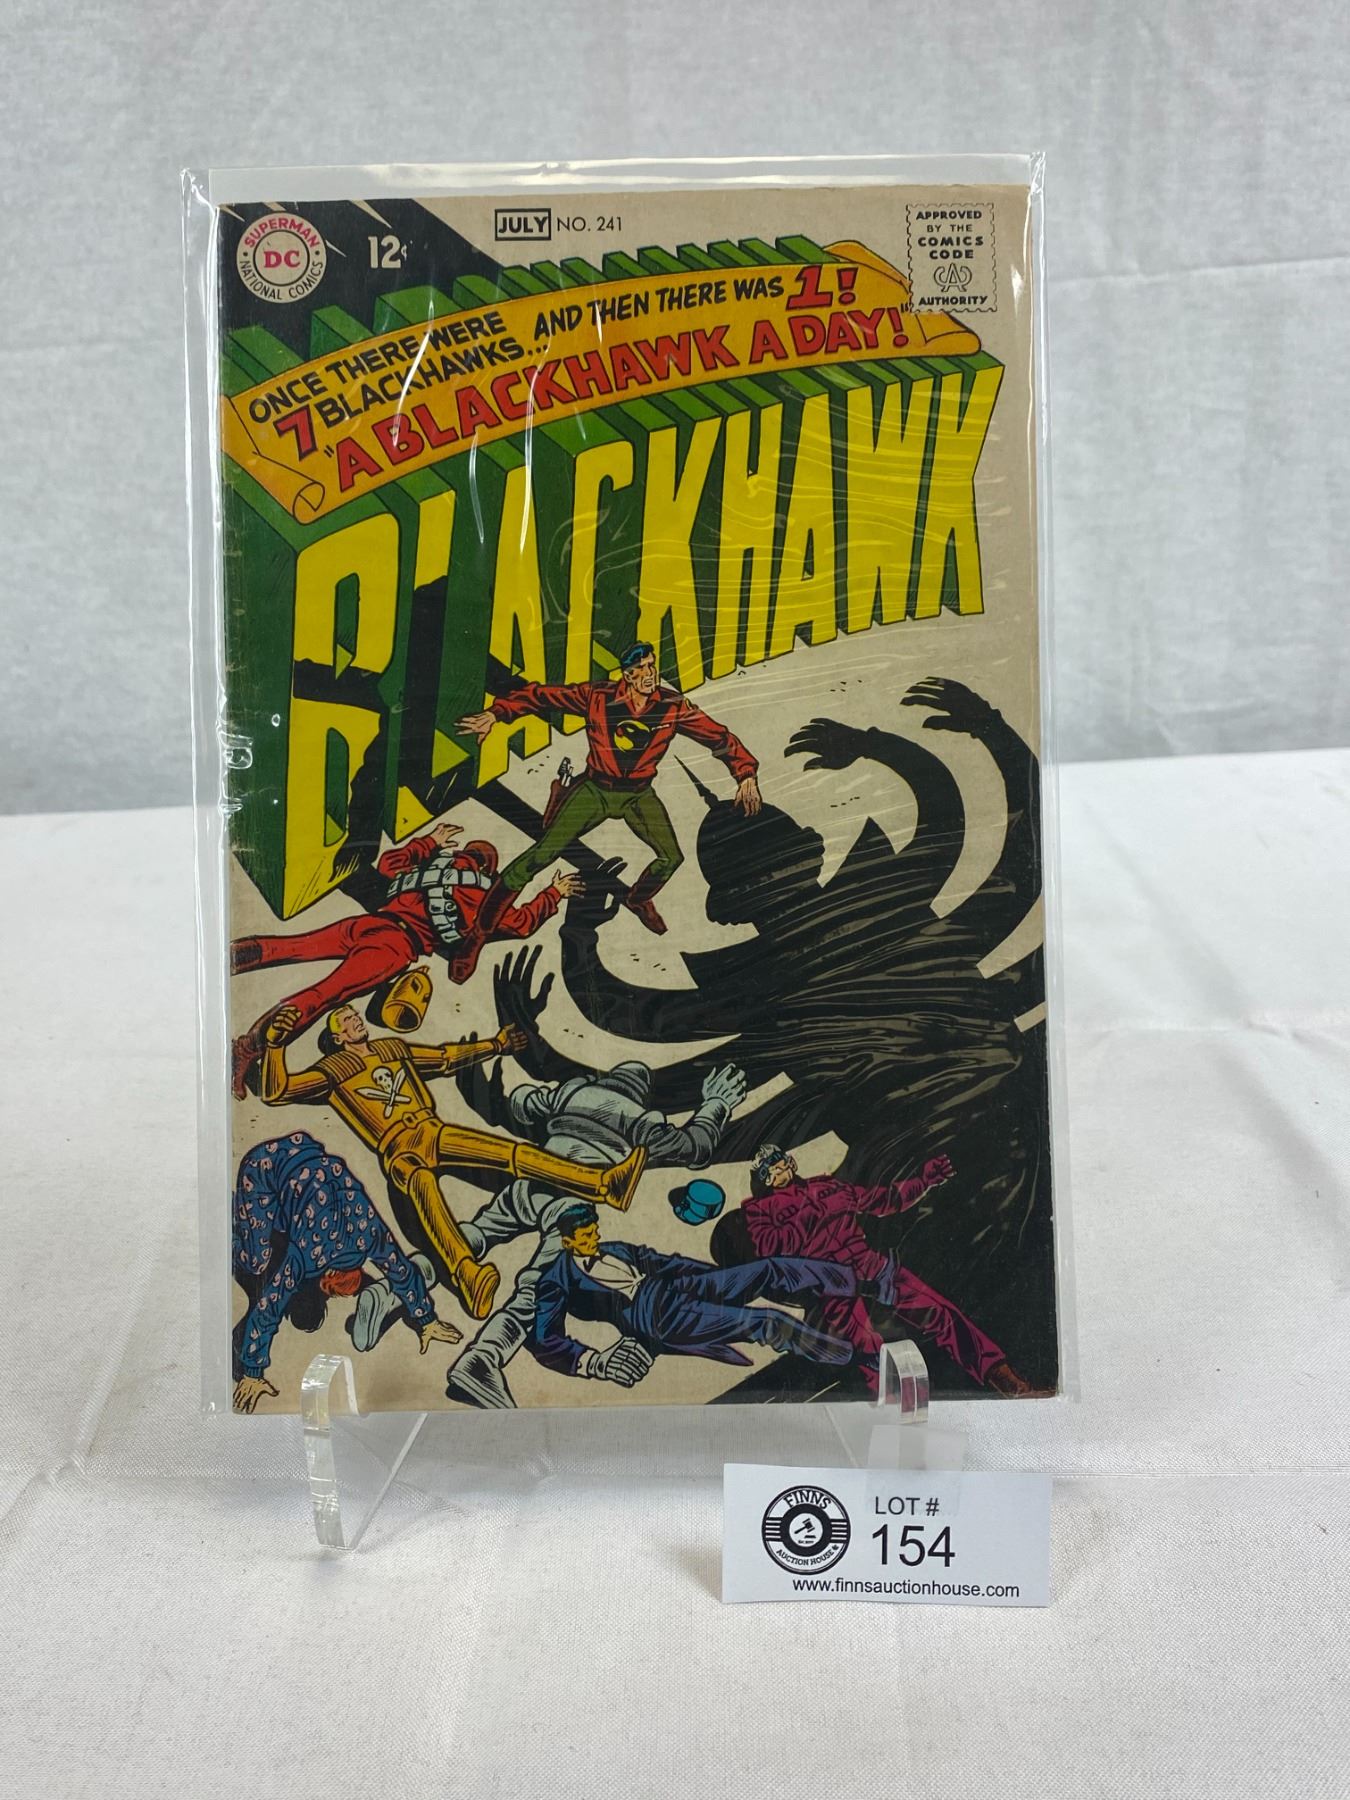 SUPERMAN
DC
NATIONAL COMICS
12¢
JULY NO. 241
APPROVED
BY THE
COMICS
CODE
CA
AUTHORITY
ONCE THERE WERE
7 BLACKHAWKS...
AND THEN THERE WAS 1!
"A BLACKHAWK A DAY!"
BLACKHAWK
FINNS
AUCTION HOUSE
LOT #
154
www.finnsauctionhouse.com